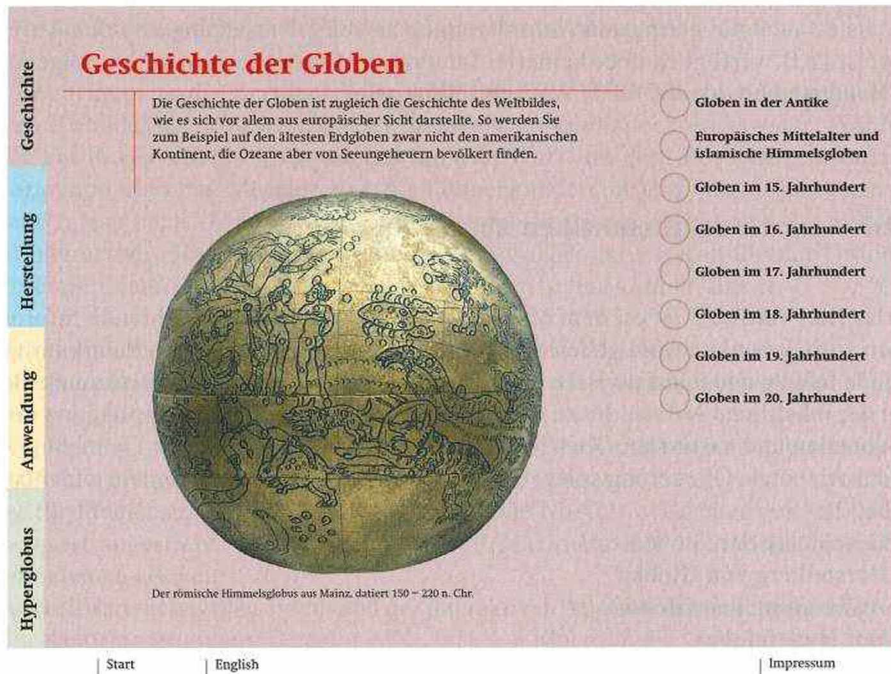 Geschichte der Globen
Die Geschichte der Globen ist zugleich die Geschichte des Weltbildes,
wie es sich vor allem aus europäischer Sicht darstellte. So werden Sie
zum Beispiel auf den ältesten Erdgloben zwar nicht den amerikanischen
Kontinent, die Ozeane aber von Seeungeheuern bevölkert finden.
Geschichte
Herstellung
Anwendung
Hyperglobus
Globen in der Antike
Europäisches Mittelalter und
islamische Himmelsgloben
Globen im 15. Jahrhundert
Globen im 16. Jahrhundert
Globen im 17. Jahrhundert
Globen im 18. Jahrhundert
Globen im 19. Jahrhundert
Globen im 20. Jahrhundert
Der römische Himmelsglobus aus Mainz, datiert 150 – 220 n. Chr.
Start
English
Impressum